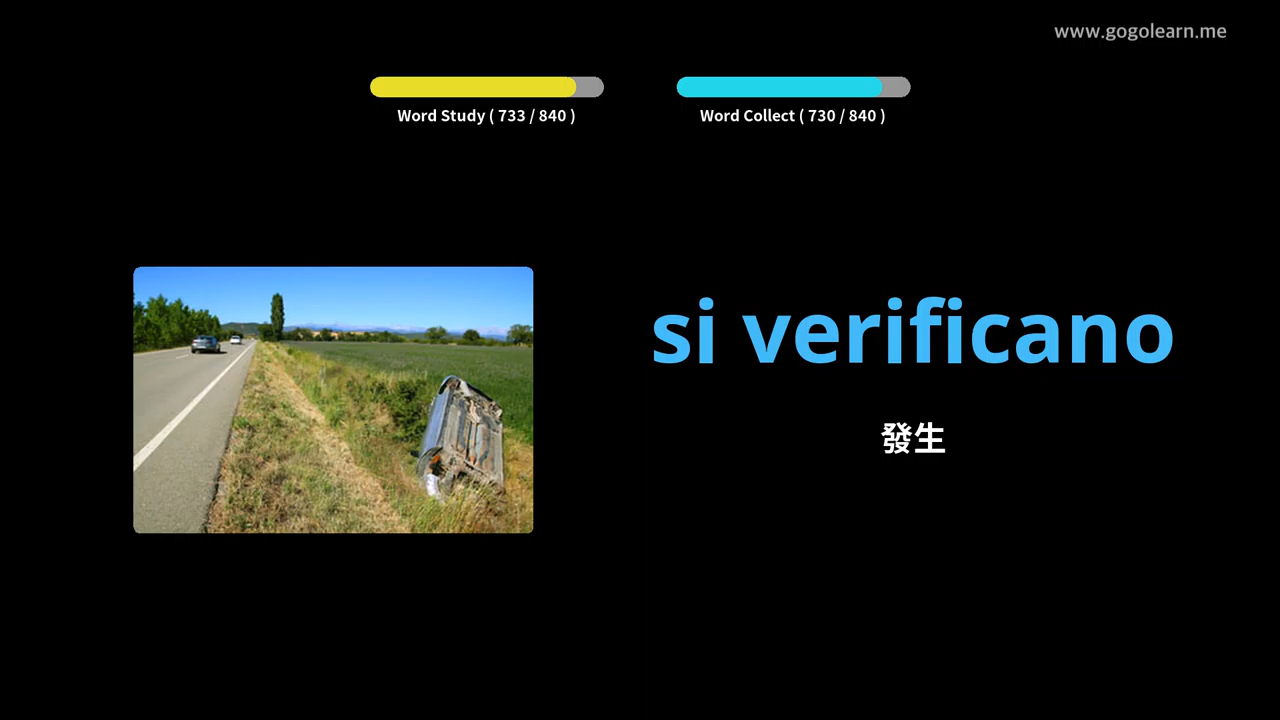 www.gogolearn.me
Word Study ( 733 / 840 )
Word Collect ( 730 / 840 )
si verificano
發生